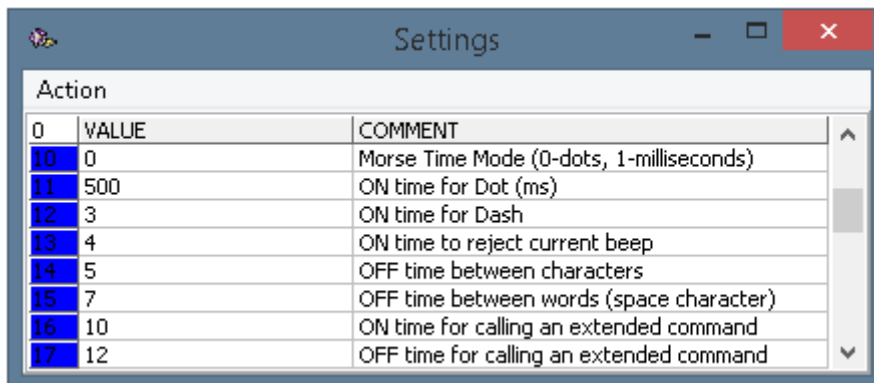 Settings
Action
0 VALUE COMMENT
10 0 Morse Time Mode (0-dots, 1-milliseconds)
11 500 ON time for Dot (ms)
12 3 ON time for Dash
13 4 ON time to reject current beep
14 5 OFF time between characters
15 7 OFF time between words (space character)
16 10 ON time for calling an extended command
17 12 OFF time for calling an extended command